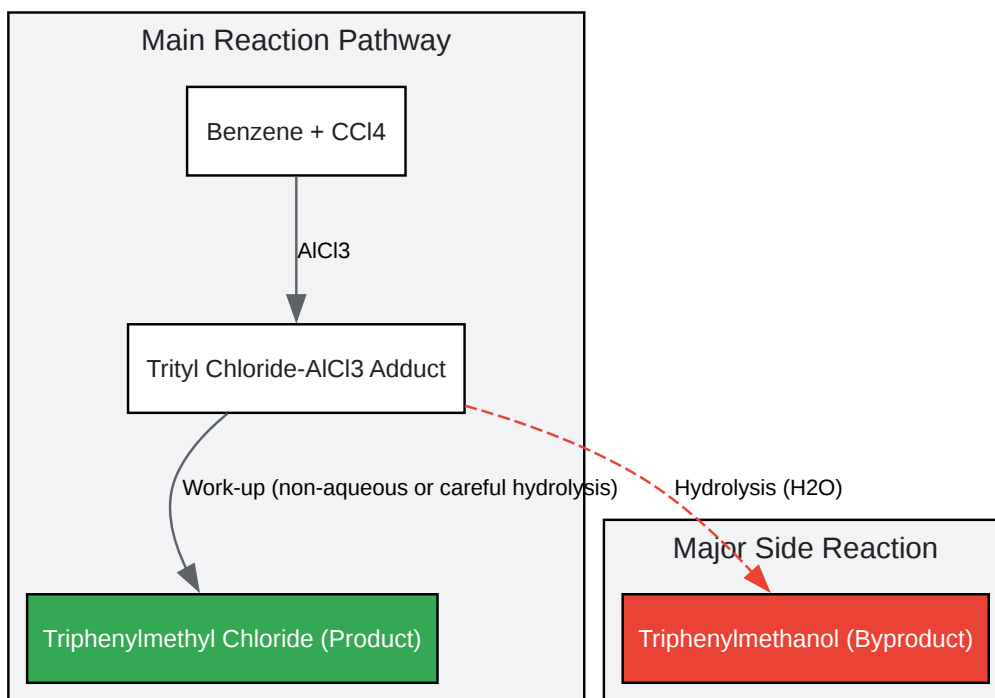 Main Reaction Pathway
Benzene + CCl4
AlCl3
Trityl Chloride-AlCl3 Adduct
Work-up (non-aqueous or careful hydrolysis)
Hydrolysis (H2O)
Major Side Reaction
Triphenylmethyl Chloride (Product)
Triphenylmethanol (Byproduct)